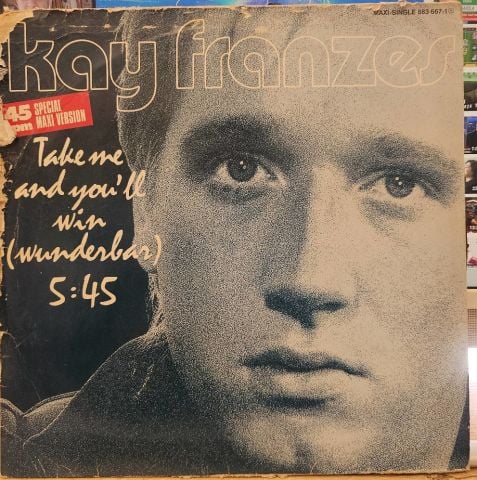 MAXI-SINGLE 883 667-1
kay franzes
45 SPECIAL
rpm MAXI VERSION
Take me
and you'll
win
(wunderbar)
5:45